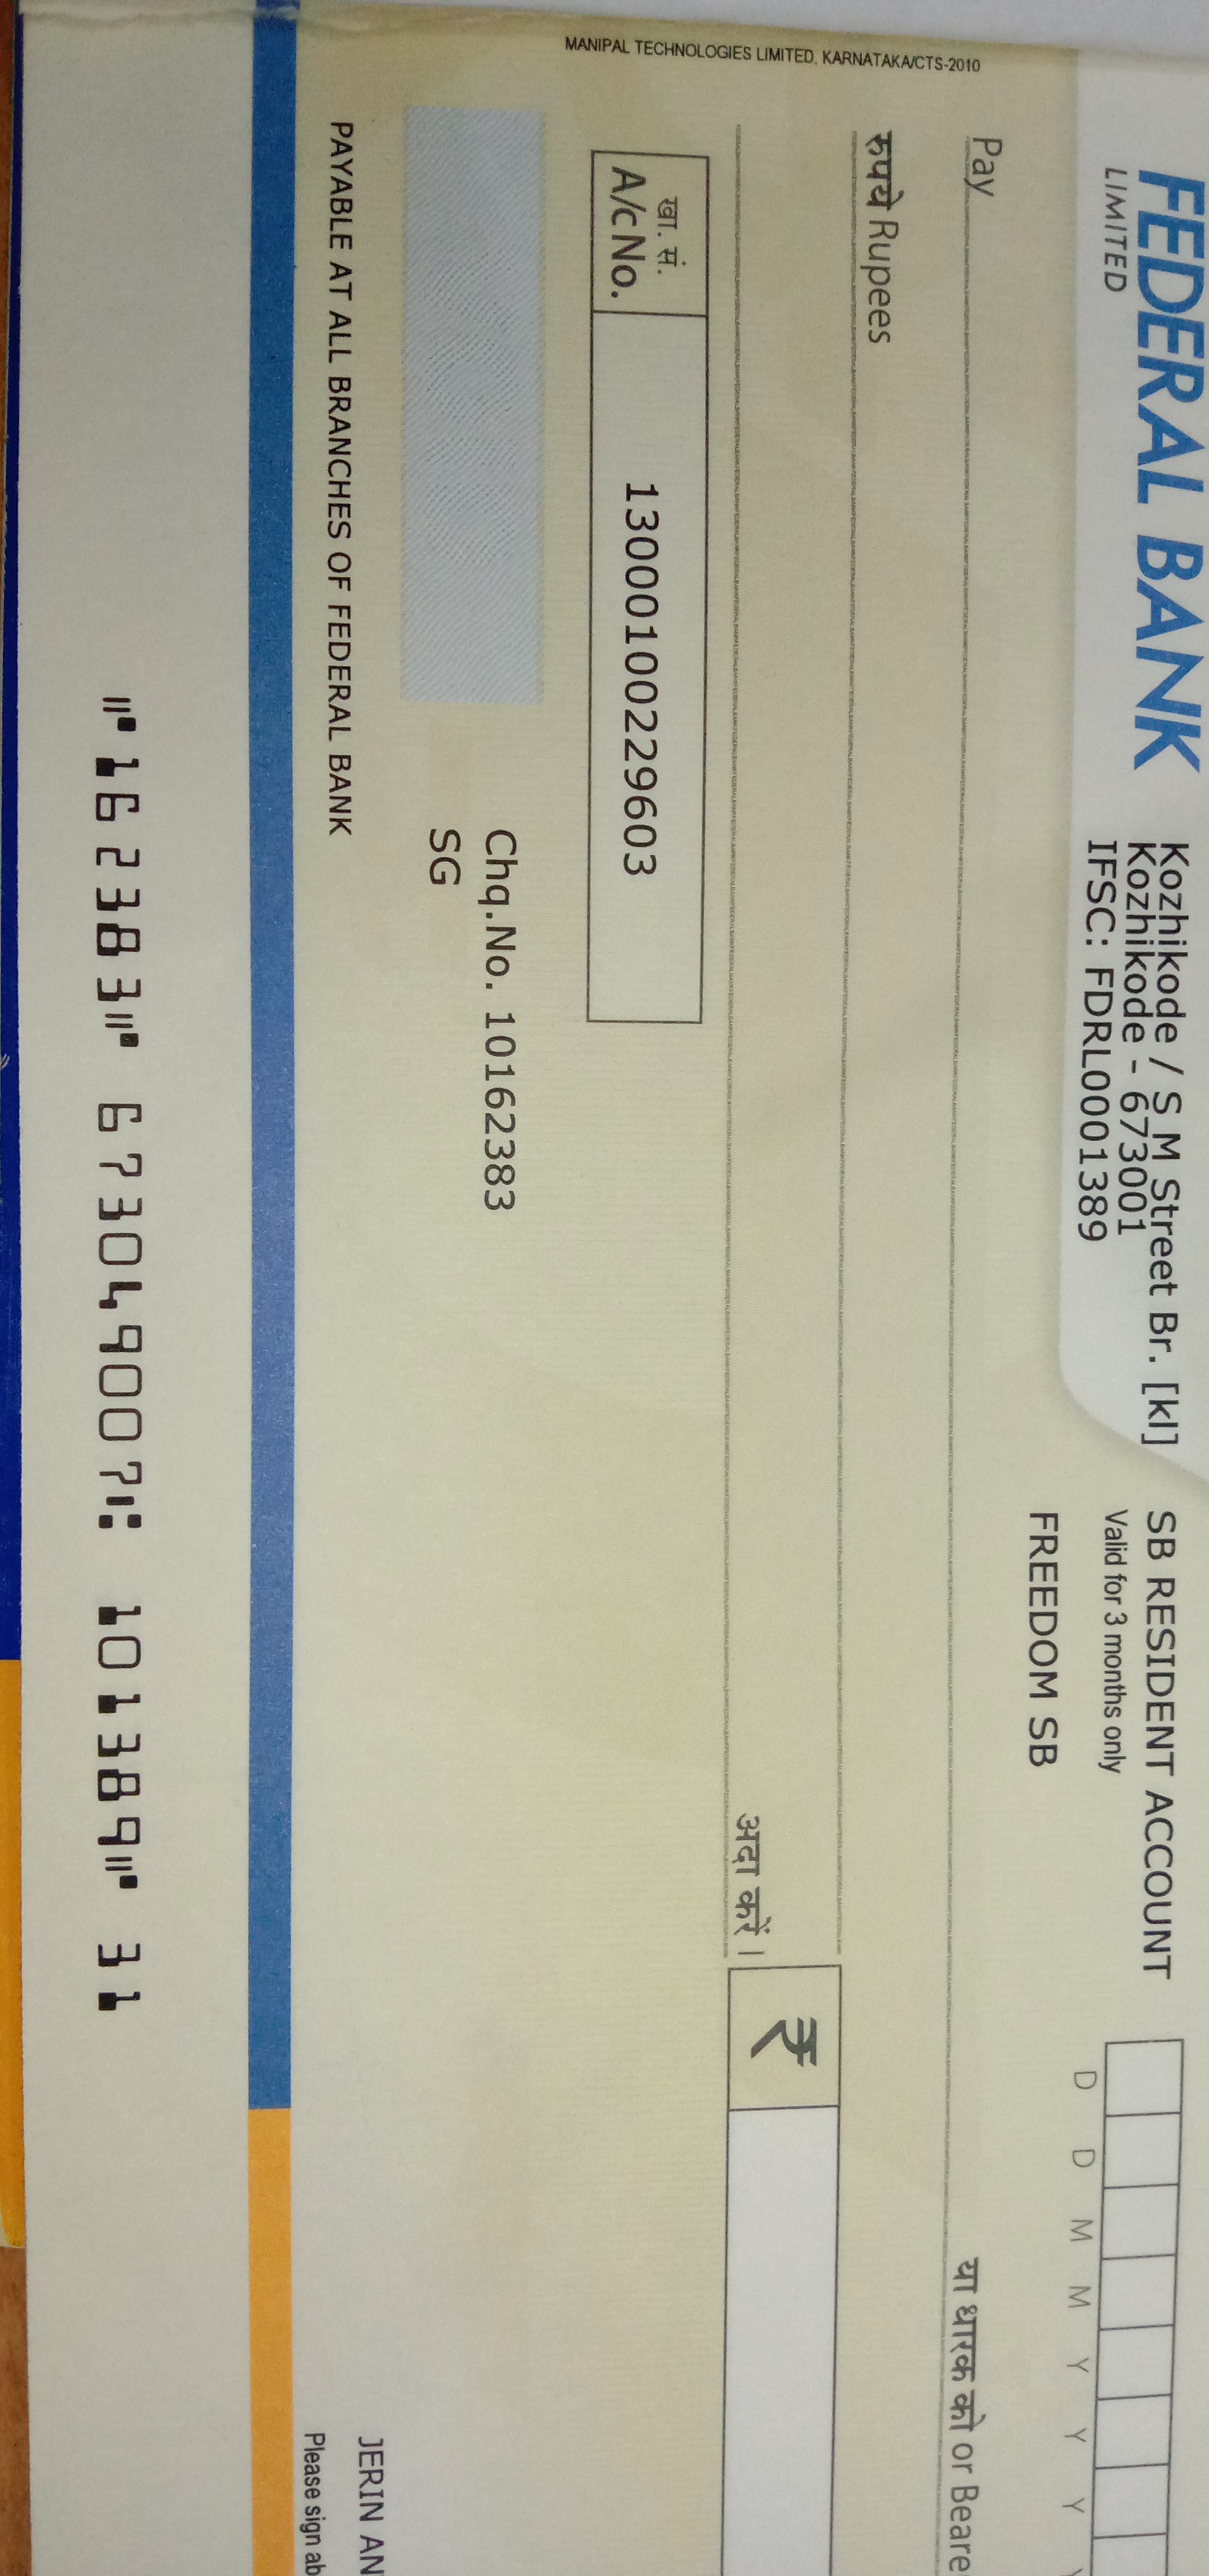 FEDERAL BANK
LIMITED
Kozhikode / S M Street Br. [kl]
Kozhikode - 673001
IFSC: FDRL0001389
SB RESIDENT ACCOUNT
Valid for 3 months only
FREEDOM SB
D D M M Y Y Y
Pay
या धारक को or Beare
रुपये Rupees
अदा करें।
₹
खा. सं.
A/c No.
13000100229603
Chq.No. 10162383
SG
PAYABLE AT ALL BRANCHES OF FEDERAL BANK
JERIN AN
Please sign ab
MANIPAL TECHNOLOGIES LIMITED, KARNATAKA/CTS-2010
⑈162383⑈ 673049007⑆ 101389⑈ 31